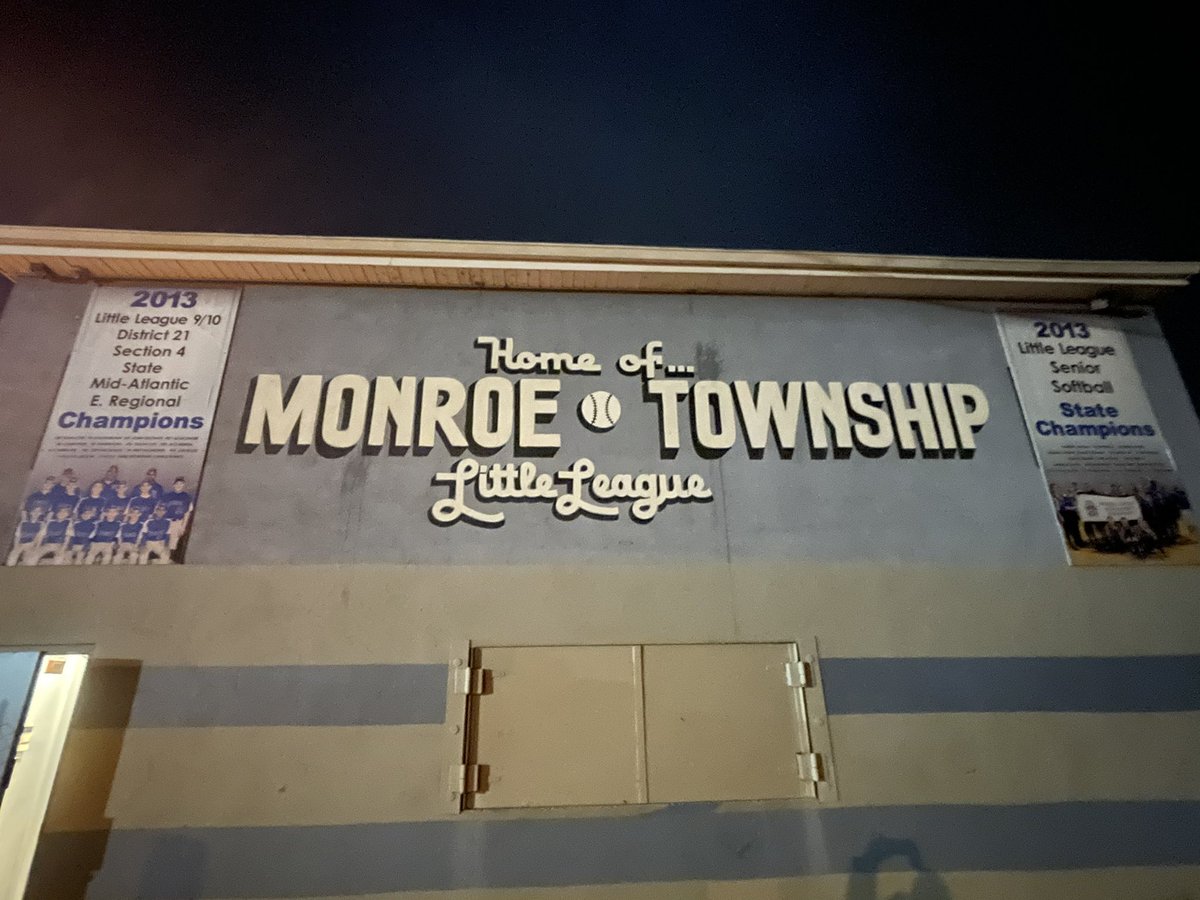 2013
Little League 9/10
District 21
Section 4
State
Mid-Atlantic
E. Regional
Champions
Home of...
MONROE TOWNSHIP
Little League
2013
Little League
Senior
Softball
State
Champions